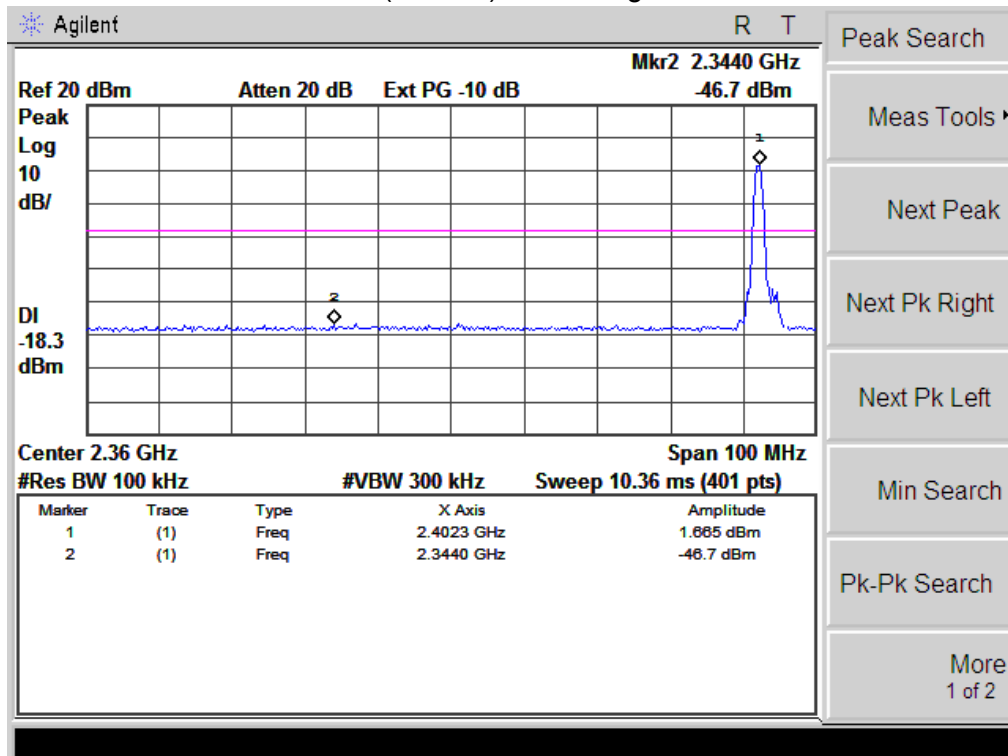 Agilent
R T
Mkr2 2.3440 GHz
Ref 20 dBm Atten 20 dB Ext PG -10 dB -46.7 dBm
Peak
Log
10
dB/
1
2
DI
-18.3
dBm
Center 2.36 GHz Span 100 MHz
#Res BW 100 kHz #VBW 300 kHz Sweep 10.36 ms (401 pts)
Marker Trace Type X Axis Amplitude
1 (1) Freq 2.4023 GHz 1.665 dBm
2 (1) Freq 2.3440 GHz -46.7 dBm
Peak Search
Meas Tools
Next Peak
Next Pk Right
Next Pk Left
Min Search
Pk-Pk Search
More
1 of 2